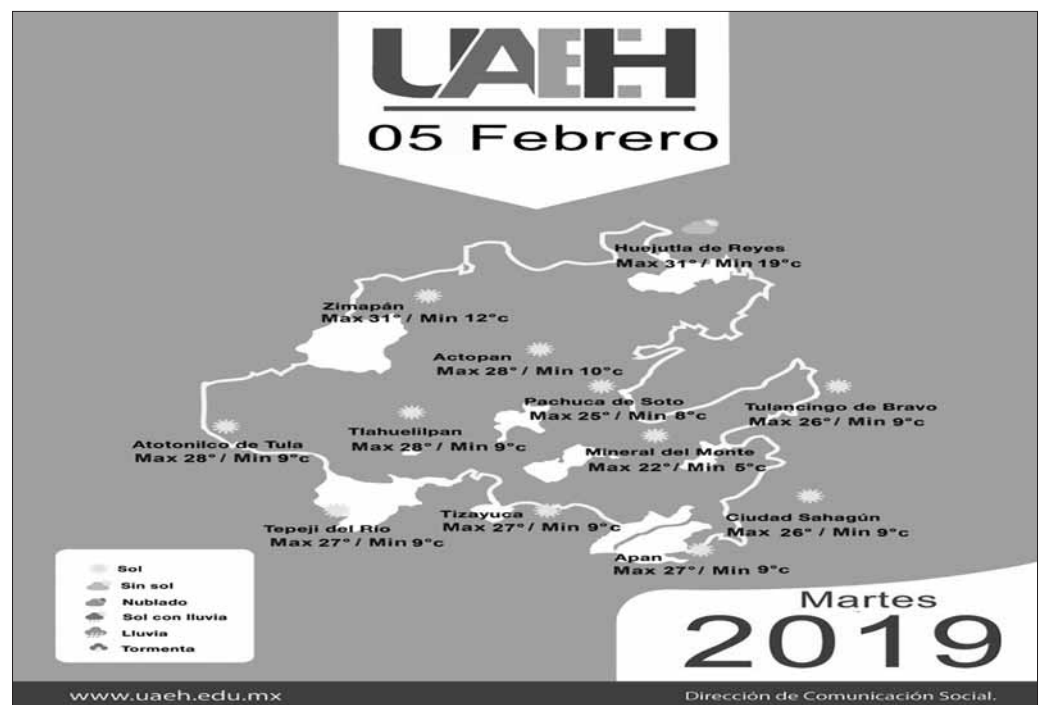 UAEH
05 Febrero
Huejutla de Reyes
Max 31°/ Min 19°c
Zimapán
Max 31°/ Min 12°c
Actopan
Max 28°/ Min 10°c
Pachuca de Soto
Max 25°/ Min 8°c
Tulancingo de Bravo
Max 26°/ Min 9°c
Tlahuelilpan
Max 28°/ Min 9°c
Atotonilco de Tula
Max 28°/ Min 9°c
Mineral del Monte
Max 22°/ Min 5°c
Tizayuca
Max 27°/ Min 9°c
Ciudad Sahagún
Max 26°/ Min 9°c
Tepeji del Río
Max 27°/ Min 9°c
Apan
Max 27°/ Min 9°c
Sol
Sin sol
Nublado
Sol con lluvia
Lluvia
Tormenta
Martes
2019
www.uaeh.edu.mx
Dirección de Comunicación Social.